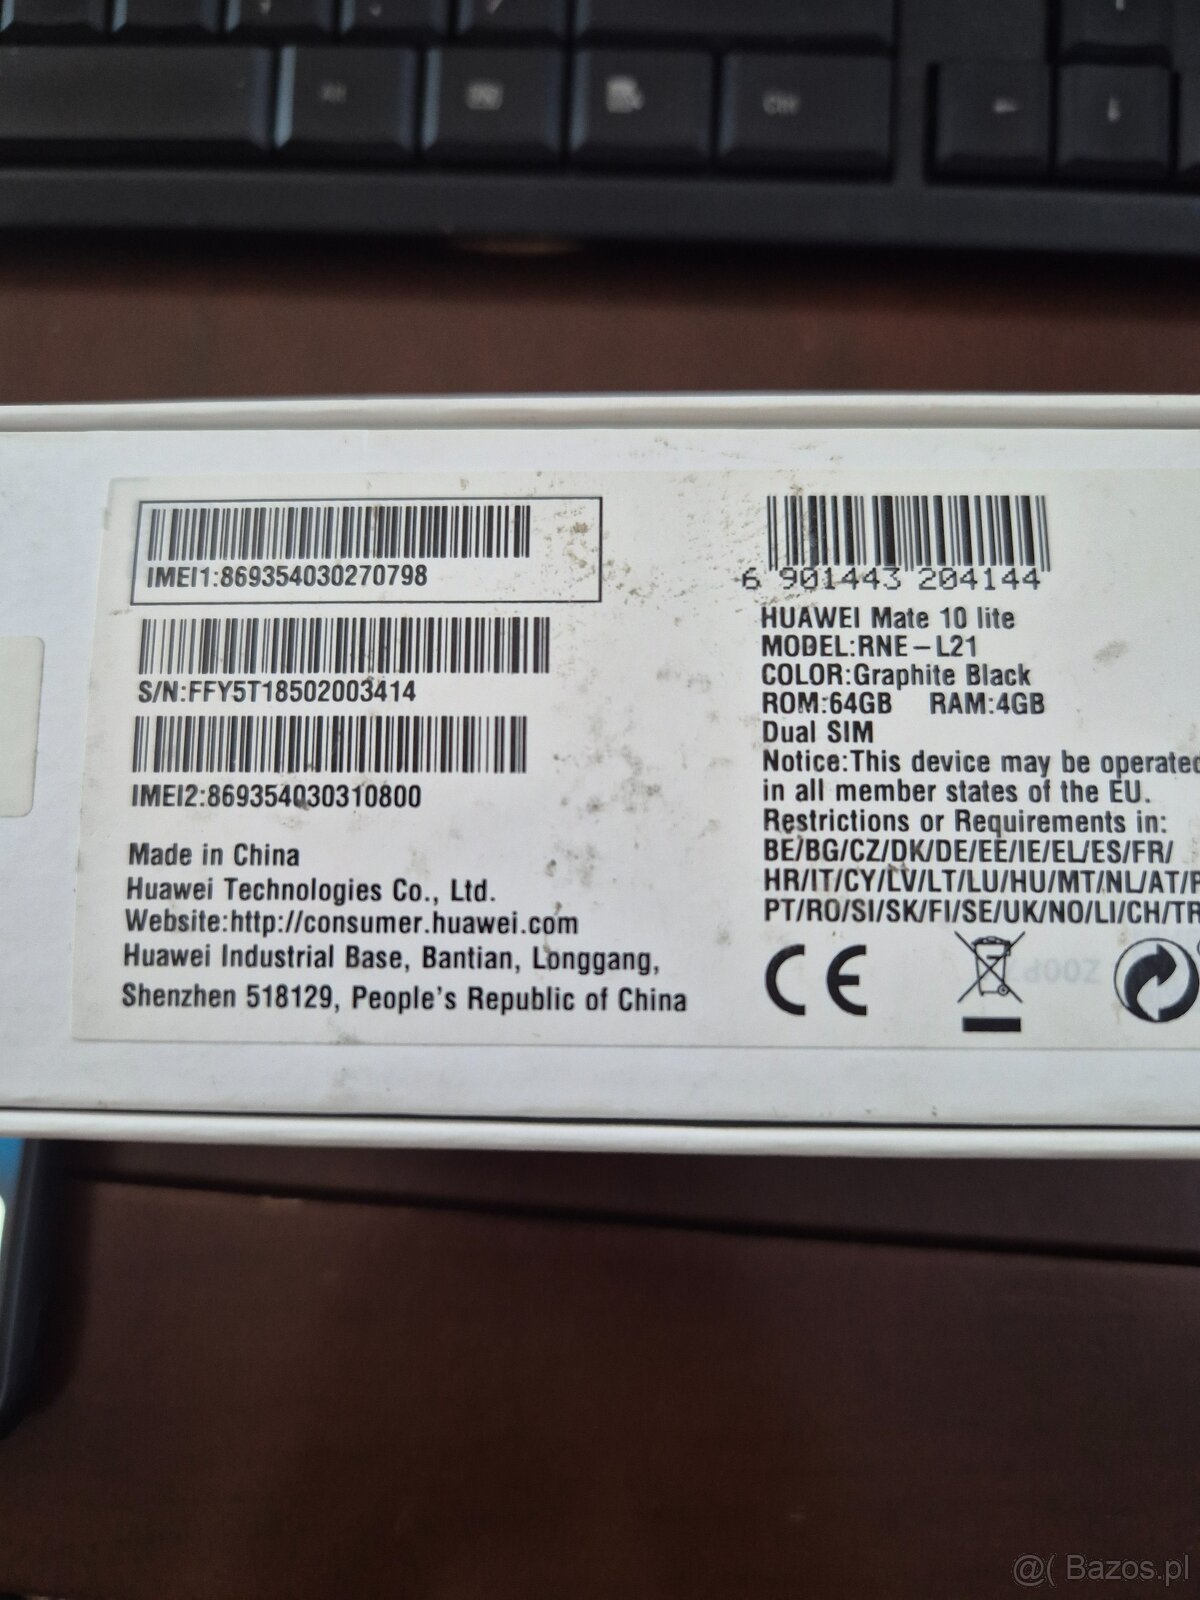 IMEI1:869354030270798
S/N:FFY5T18502003414
IMEI2:869354030310800
Made in China
Huawei Technologies Co., Ltd.
Website:http://consumer.huawei.com
Huawei Industrial Base, Bantian, Longgang,
Shenzhen 518129, People's Republic of China
6 901443 204144
HUAWEI Mate 10 lite
MODEL:RNE-L21
COLOR:Graphite Black
ROM:64GB RAM:4GB
Dual SIM
Notice:This device may be operated
in all member states of the EU.
Restrictions or Requirements in:
BE/BG/CZ/DK/DE/EE/IE/EL/ES/FR/
HR/IT/CY/LV/LT/LU/HU/MT/NL/AT/P
PT/RO/SI/SK/FI/SE/UK/NO/LI/CH/TR
CE
@( Bazos.pl